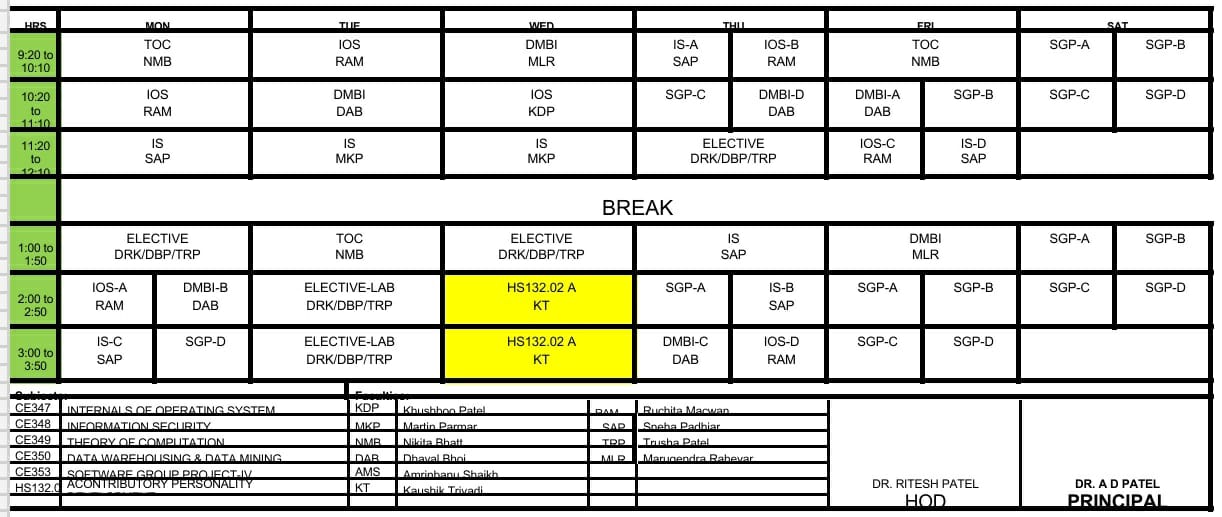 HRS MON TUE WED THU FRI SAT
9:20 to 10:10 TOC IOS DMBI IS-A IOS-B TOC SGP-A SGP-B
NMB RAM MLR SAP RAM NMB
10:20 to 11:10 IOS DMBI IOS SGP-C DMBI-D DMBI-A SGP-B SGP-C SGP-D
RAM DAB KDP DAB DAB
11:20 to 12:10 IS IS IS ELECTIVE IOS-C IS-D
SAP MKP MKP DRK/DBP/TRP RAM SAP
BREAK
1:00 to 1:50 ELECTIVE TOC ELECTIVE IS DMBI SGP-A SGP-B
DRK/DBP/TRP NMB DRK/DBP/TRP SAP MLR
2:00 to 2:50 IOS-A DMBI-B ELECTIVE-LAB HS132.02 A SGP-A IS-B SGP-A SGP-B SGP-C SGP-D
RAM DAB DRK/DBP/TRP KT SAP
3:00 to 3:50 IS-C SGP-D ELECTIVE-LAB HS132.02 A DMBI-C IOS-D SGP-C SGP-D
SAP DRK/DBP/TRP KT DAB RAM
CE347 INTERNALS OF OPERATING SYSTEM KDP Khushboo Patel RAM Ruchita Macwan
CE348 INFORMATION SECURITY MKP Martin Parmar SAP Sneha Padhiar
CE349 THEORY OF COMPUTATION NMB Nikita Bhatt TRP Trusha Patel
CE350 DATA WAREHOUSING & DATA MINING DAB Dhaval Bhoi MLR
CE353 SOFTWARE GROUP PROJECT-IV AMS Amrinbanu Shaikh
HS132.0 ACONTRIBUTORY PERSONALITY KT Kaushik Trivadi
DR. RITESH PATEL DR. A D PATEL
HOD PRINCIPAL